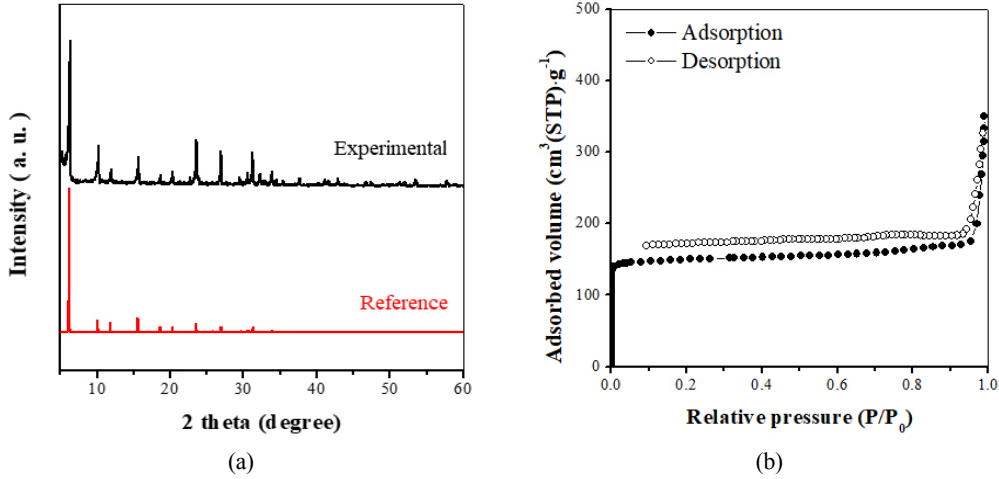 Intensity ( a. u. )
Experimental
Reference
10 20 30 40 50 60
2 theta (degree)
(a)
Adsorbed volume (cm³(STP)·g⁻¹)
500
400
300
200
100
0
Adsorption
Desorption
0.0 0.2 0.4 0.6 0.8 1.0
Relative pressure (P/P₀)
(b)